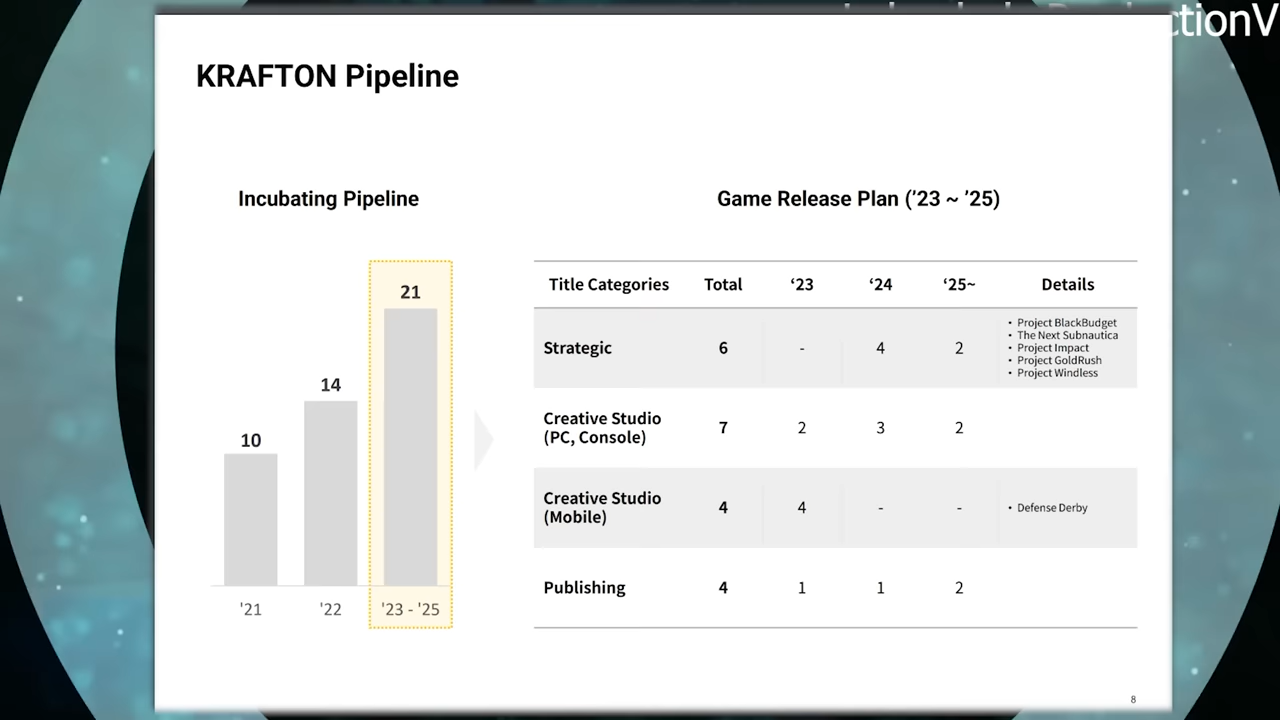 ctionV
KRAFTON Pipeline
Incubating Pipeline
21
14
10
'21
'22
'23 - '25
Game Release Plan (’23 ~ ’25)
Title Categories Total ‘23 ‘24 ‘25~ Details
Strategic 6 - 4 2
• Project BlackBudget
• The Next Subnautica
• Project Impact
• Project GoldRush
• Project Windless
Creative Studio
(PC, Console) 7 2 3 2
Creative Studio
(Mobile) 4 4 - - • Defense Derby
Publishing 4 1 1 2
8